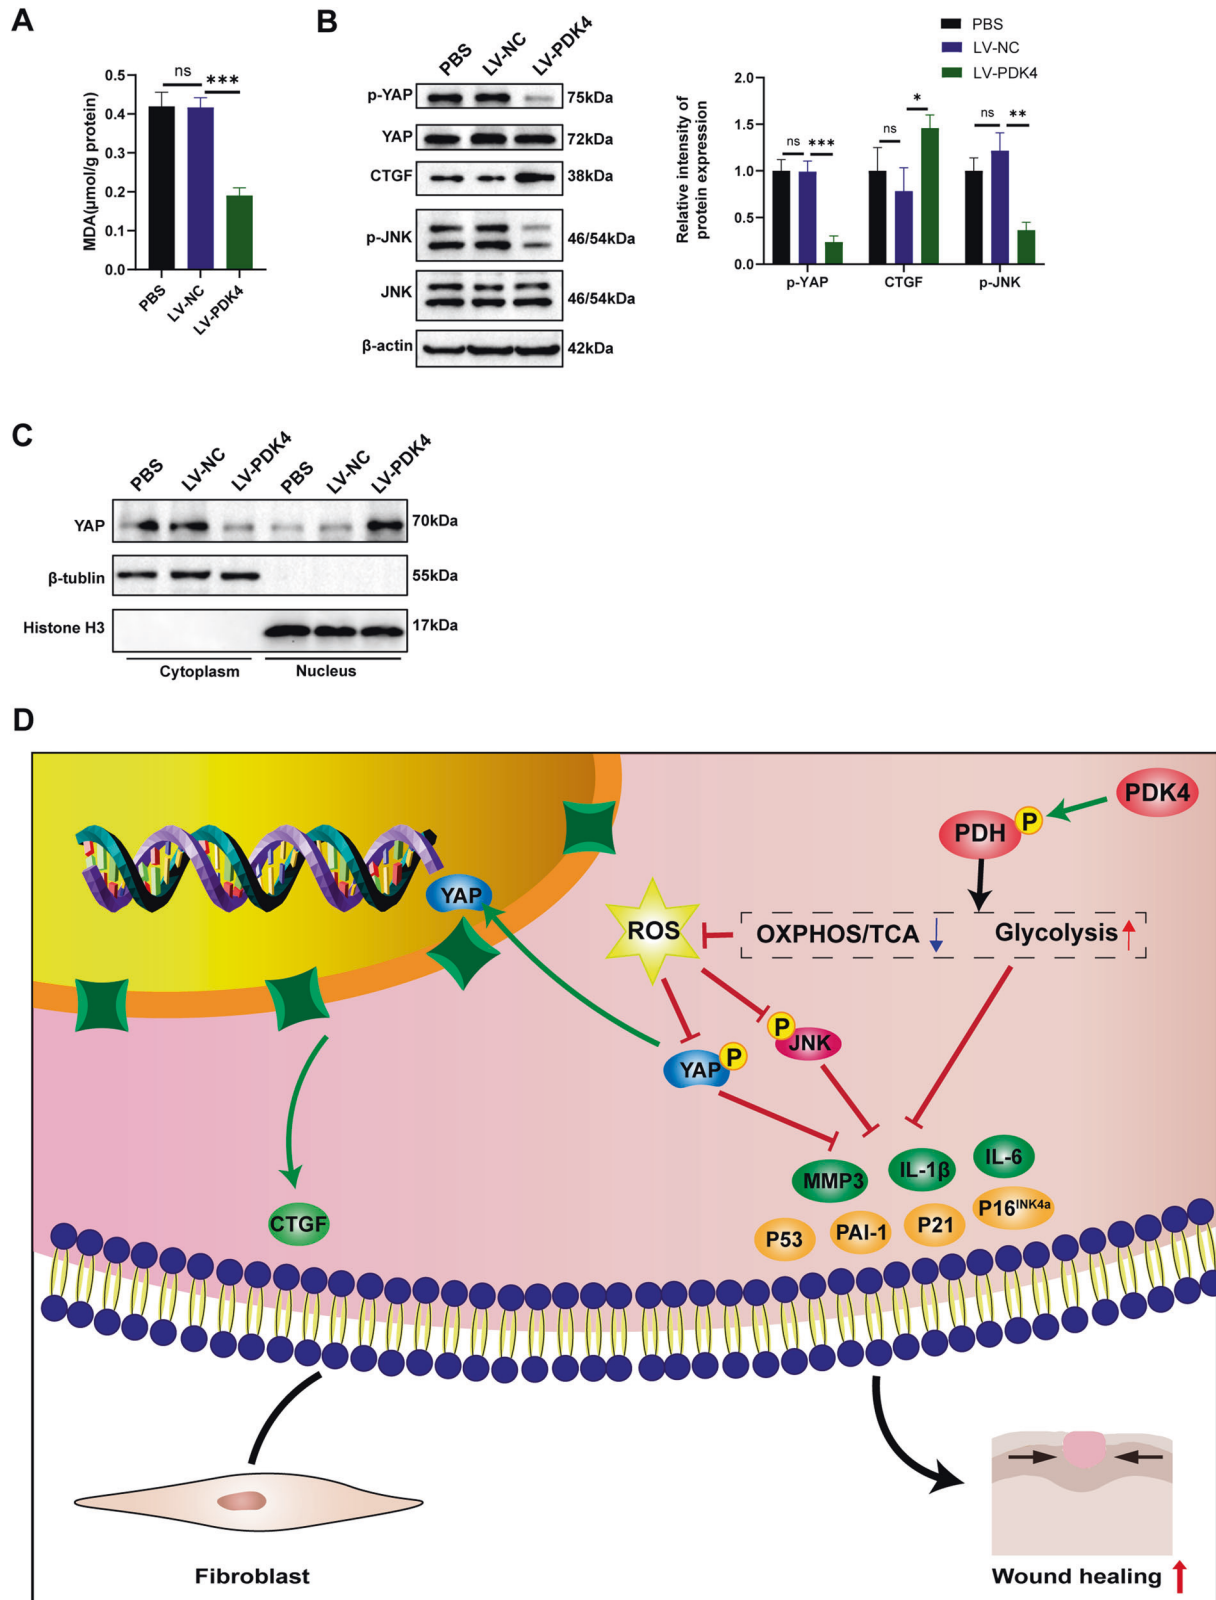 A
ns
***
0.5
0.4
0.3
0.2
0.1
0.0
MDA(μmol/g protein)
PBS
LV-NC
LV-PDK4
B
PBS
LV-NC
LV-PDK4
p-YAP
75kDa
YAP
72kDa
CTGF
38kDa
p-JNK
46/54kDa
JNK
46/54kDa
β-actin
42kDa
PBS
LV-NC
LV-PDK4
Relative intensity of
protein expression
2.0
1.5
1.0
0.5
0.0
ns
***
ns
*
ns
**
p-YAP
CTGF
p-JNK
C
PBS
LV-NC
LV-PDK4
PBS
LV-NC
LV-PDK4
YAP
70kDa
β-tublin
55kDa
Histone H3
17kDa
Cytoplasm
Nucleus
D
PDK4
P
PDH
YAP
ROS
OXPHOS/TCA
Glycolysis
P
JNK
P
YAP
MMP3
IL-1β
IL-6
P53
PAI-1
P21
P16INK4a
CTGF
Fibroblast
Wound healing